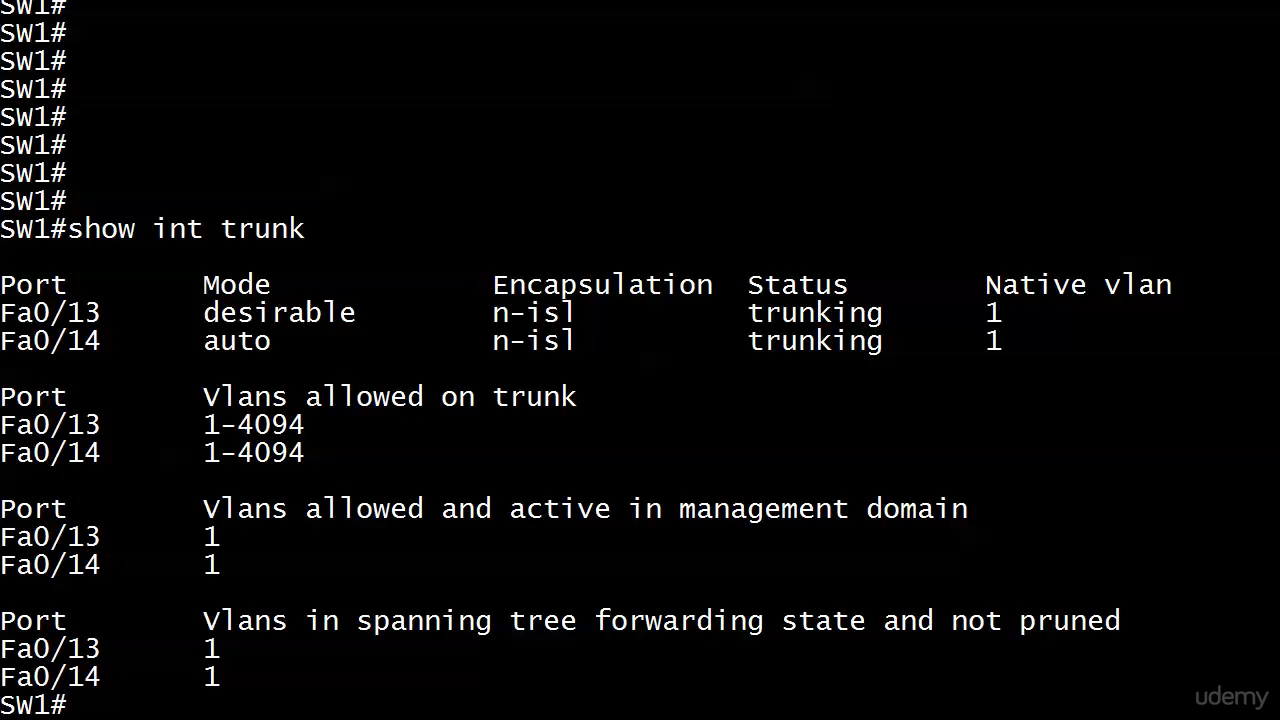 SW1#
SW1#
SW1#
SW1#
SW1#
SW1#
SW1#
SW1#
SW1#show int trunk
Port Mode Encapsulation Status Native vlan
Fa0/13 desirable n-isl trunking 1
Fa0/14 auto n-isl trunking 1
Port Vlans allowed on trunk
Fa0/13 1-4094
Fa0/14 1-4094
Port Vlans allowed and active in management domain
Fa0/13 1
Fa0/14 1
Port Vlans in spanning tree forwarding state and not pruned
Fa0/13 1
Fa0/14 1
SW1#
udemy